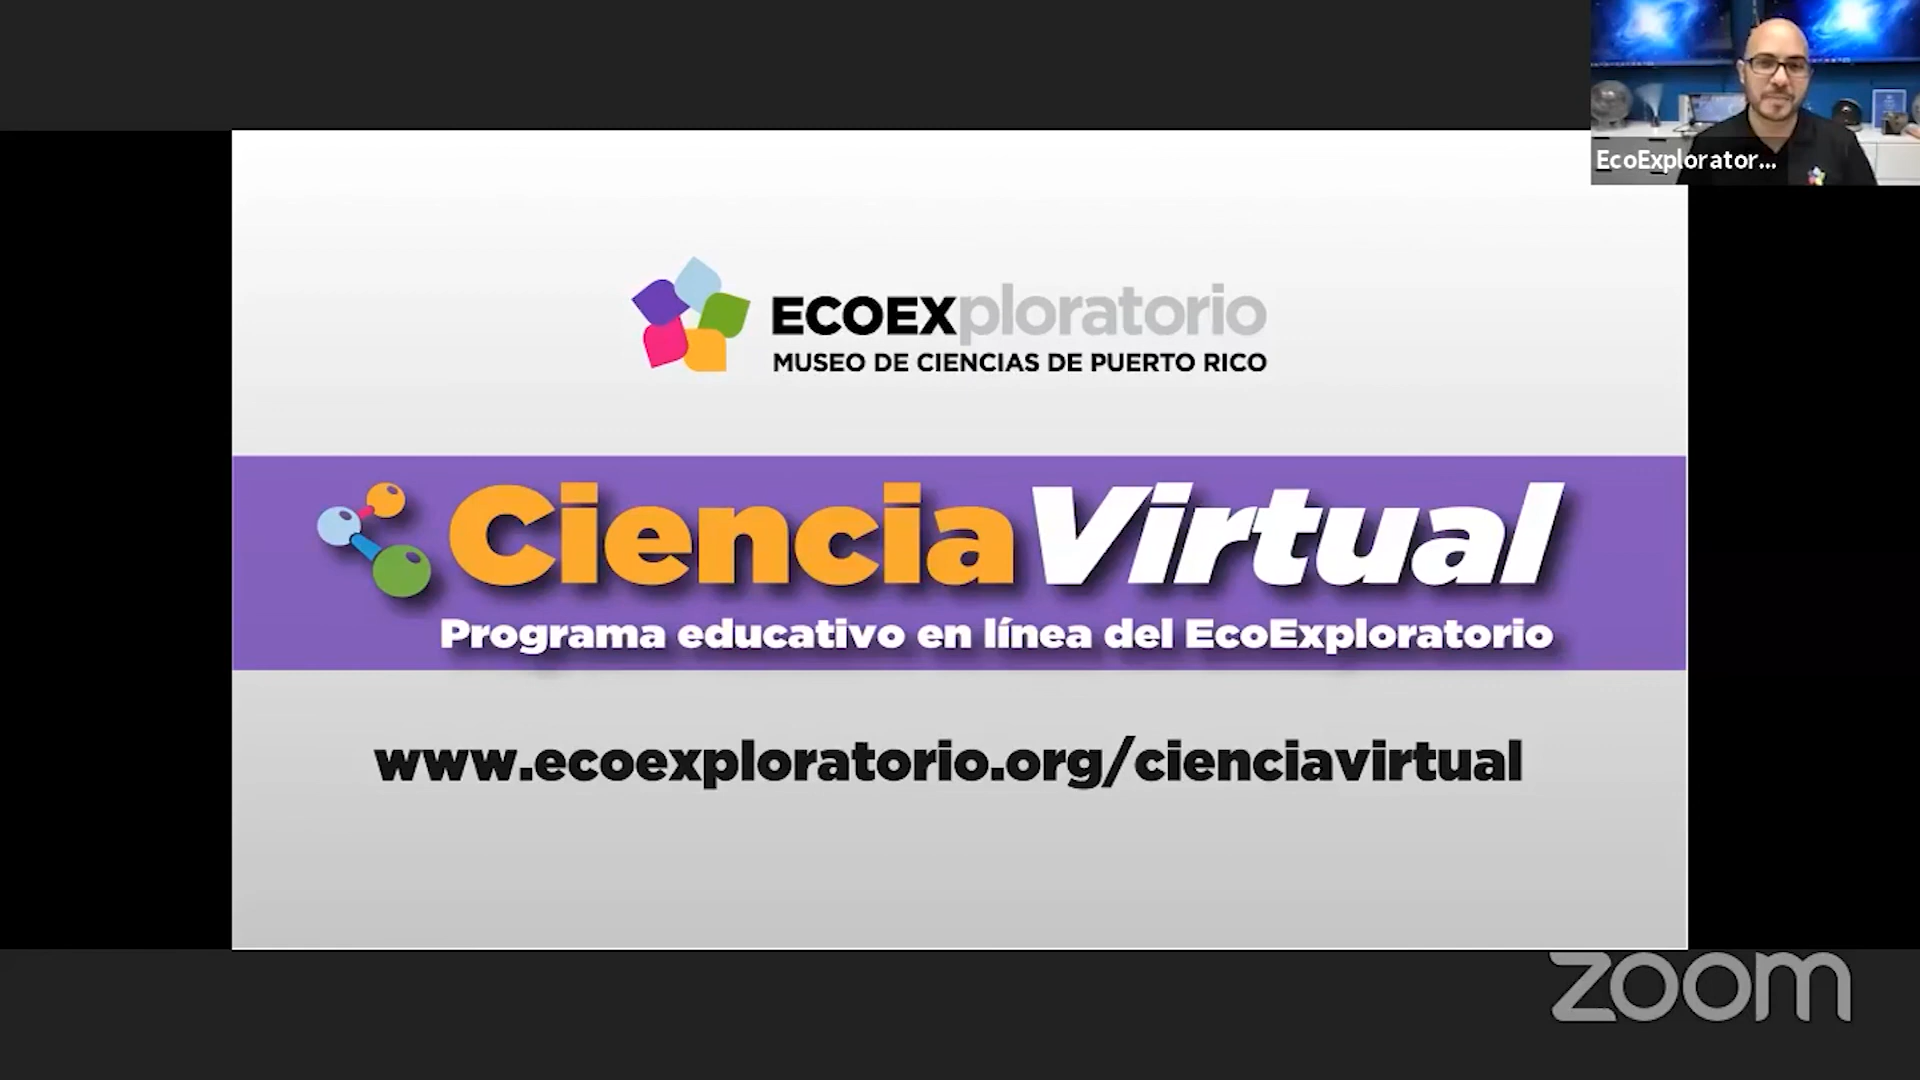 EcoExplorator...
ECOEXploratorio
MUSEO DE CIENCIAS DE PUERTO RICO
CienciaVirtual
Programa educativo en línea del EcoExploratorio
www.ecoexploratorio.org/cienciavirtual
zoom